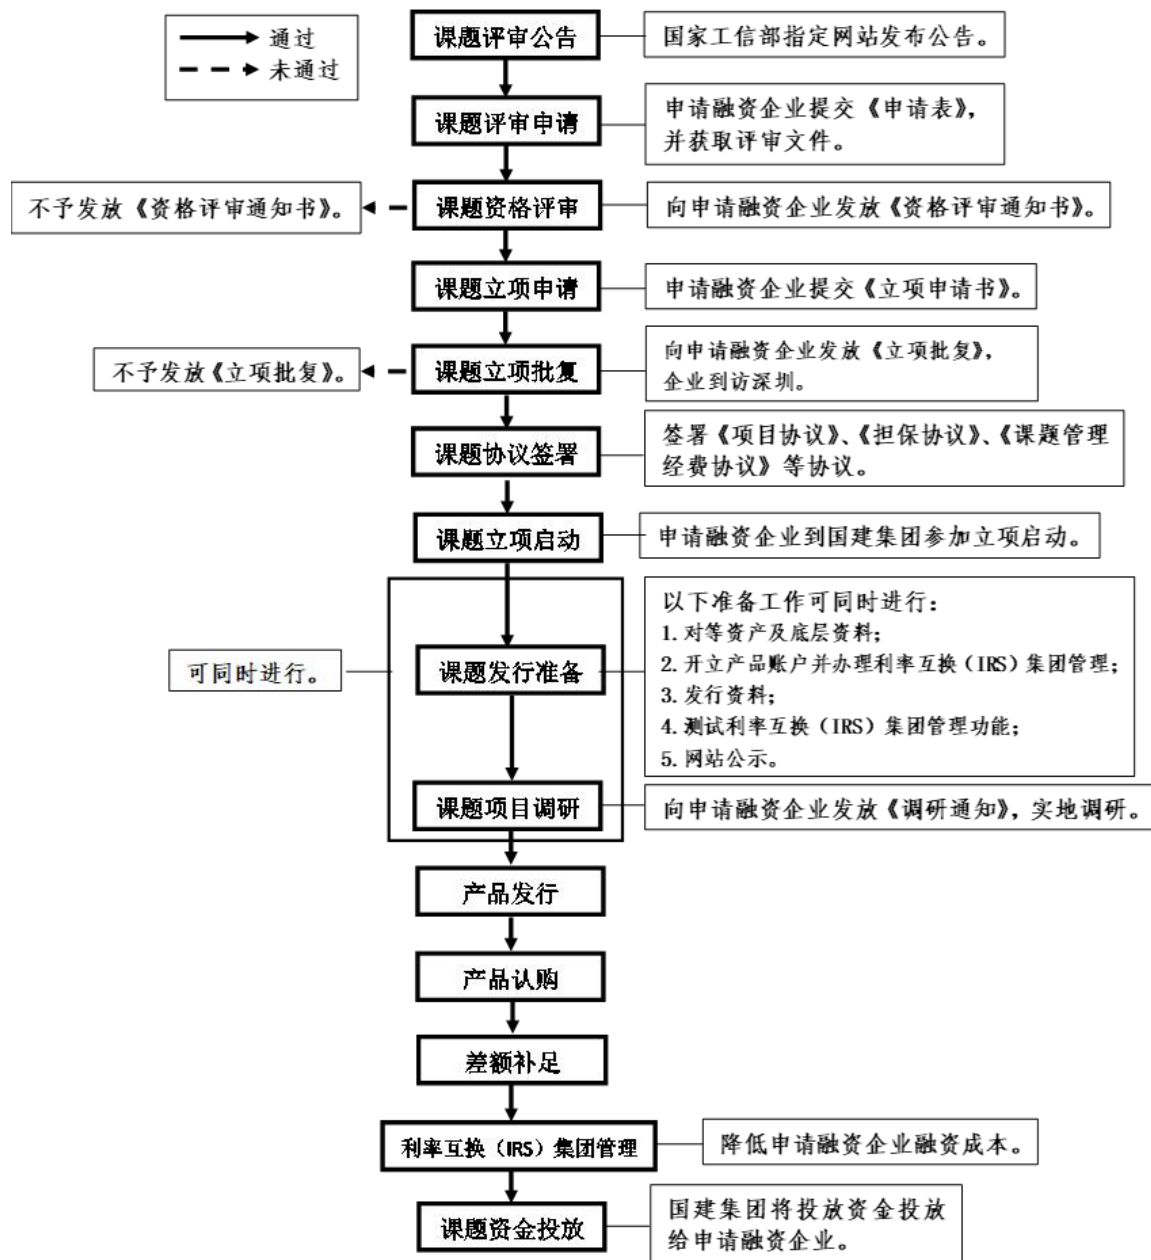 通过
未通过
课题评审公告
国家工信部指定网站发布公告。
课题评审申请
申请融资企业提交《申请表》，
并获取评审文件。
不予发放《资格评审通知书》。
课题资格评审
向申请融资企业发放《资格评审通知书》。
课题立项申请
申请融资企业提交《立项申请书》。
不予发放《立项批复》。
课题立项批复
向申请融资企业发放《立项批复》，
企业到访深圳。
课题协议签署
签署《项目协议》、《担保协议》、《课题管理
经费协议》等协议。
课题立项启动
申请融资企业到国建集团参加立项启动。
可同时进行。
课题发行准备
以下准备工作可同时进行：
1.对等资产及底层资料；
2.开立产品账户并办理利率互换（IRS）集团管理；
3.发行资料；
4.测试利率互换（IRS）集团管理功能；
5.网站公示。
课题项目调研
向申请融资企业发放《调研通知》，实地调研。
产品发行
产品认购
差额补足
利率互换（IRS）集团管理
降低申请融资企业融资成本。
课题资金投放
国建集团将投放资金投放
给申请融资企业。